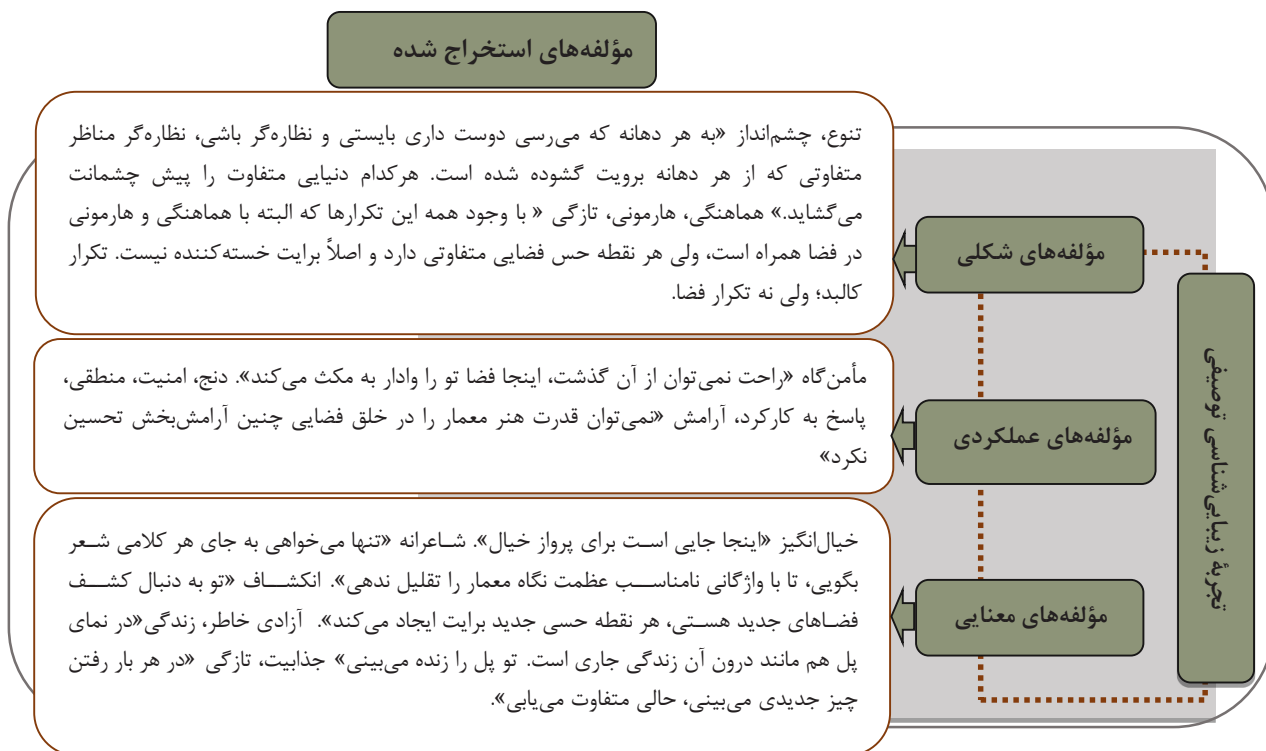 مؤلفه‌های استخراج شده
تجربۀ زیبایی‌شناسی توصیفی
مؤلفه‌های شکلی
تنوع، چشم‌انداز «به هر دهانه که می‌رسی دوست داری بایستی و نظاره‌گر باشی، نظاره‌گر مناظر
متفاوتی که از هر دهانه برویت گشوده شده است. هرکدام دنیایی متفاوت را پیش چشمانت
می‌گشاید.» هماهنگی، هارمونی، تازگی « با وجود همه این تکرارها که البته با هماهنگی و هارمونی
در فضا همراه است، ولی هر نقطه حس فضایی متفاوتی دارد و اصلاً برایت خسته‌کننده نیست. تکرار
کالبد؛ ولی نه تکرار فضا.
مؤلفه‌های عملکردی
مأمن‌گاه «راحت نمی‌توان از آن گذشت، اینجا فضا تو را وادار به مکث می‌کند». دنج، امنیت، منطقی،
پاسخ به کارکرد، آرامش «نمی‌توان قدرت هنر معمار را در خلق فضایی چنین آرامش‌بخش تحسین
نکرد»
مؤلفه‌های معنایی
خیال‌انگیز «اینجا جایی است برای پرواز خیال». شاعرانه «تنها می‌خواهی به جای هر کلامی شعر
بگویی، تا با واژگانی نامناسب عظمت نگاه معمار را تقلیل ندهی». انکشاف «تو به دنبال کشف
فضاهای جدید هستی، هر نقطه حسی جدید برایت ایجاد می‌کند». آزادی خاطر، زندگی«در نمای
پل هم مانند درون آن زندگی جاری است. تو پل را زنده می‌بینی» جذابیت، تازگی «در هر بار رفتن
چیز جدیدی می‌بینی، حالی متفاوت می‌یابی».